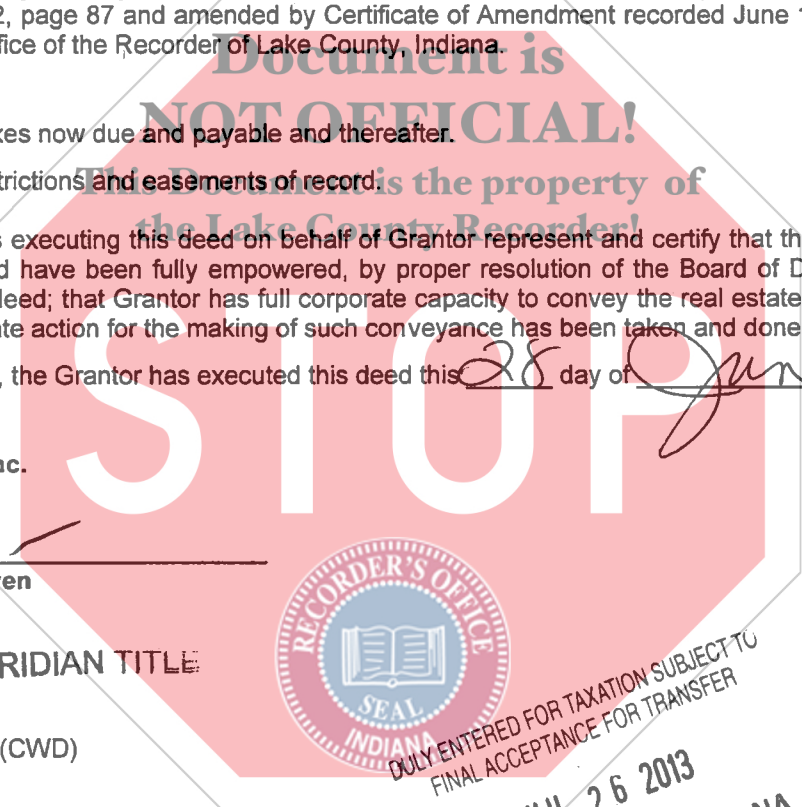 2, page 87 and amended by Certificate of Amendment recorded June 1
fice of the Recorder of Lake County, Indiana.
Document is
NOT OFFICIAL!
xes now due and payable and thereafter.
This Document is the property of
trictions and easements of record.
the Lake County Recorder!
s executing this deed on behalf of Grantor represent and certify that th
d have been fully empowered, by proper resolution of the Board of D
deed; that Grantor has full corporate capacity to convey the real estate
ate action for the making of such conveyance has been taken and done
, the Grantor has executed this deed this 28 day of Jun
STOP
nc.
ven
RECORDER'S OFFICE
SEAL
INDIANA
RIDIAN TITLE
(CWD)
DULY ENTERED FOR TAXATION SUBJECT TO
FINAL ACCEPTANCE FOR TRANSFER
26 2013